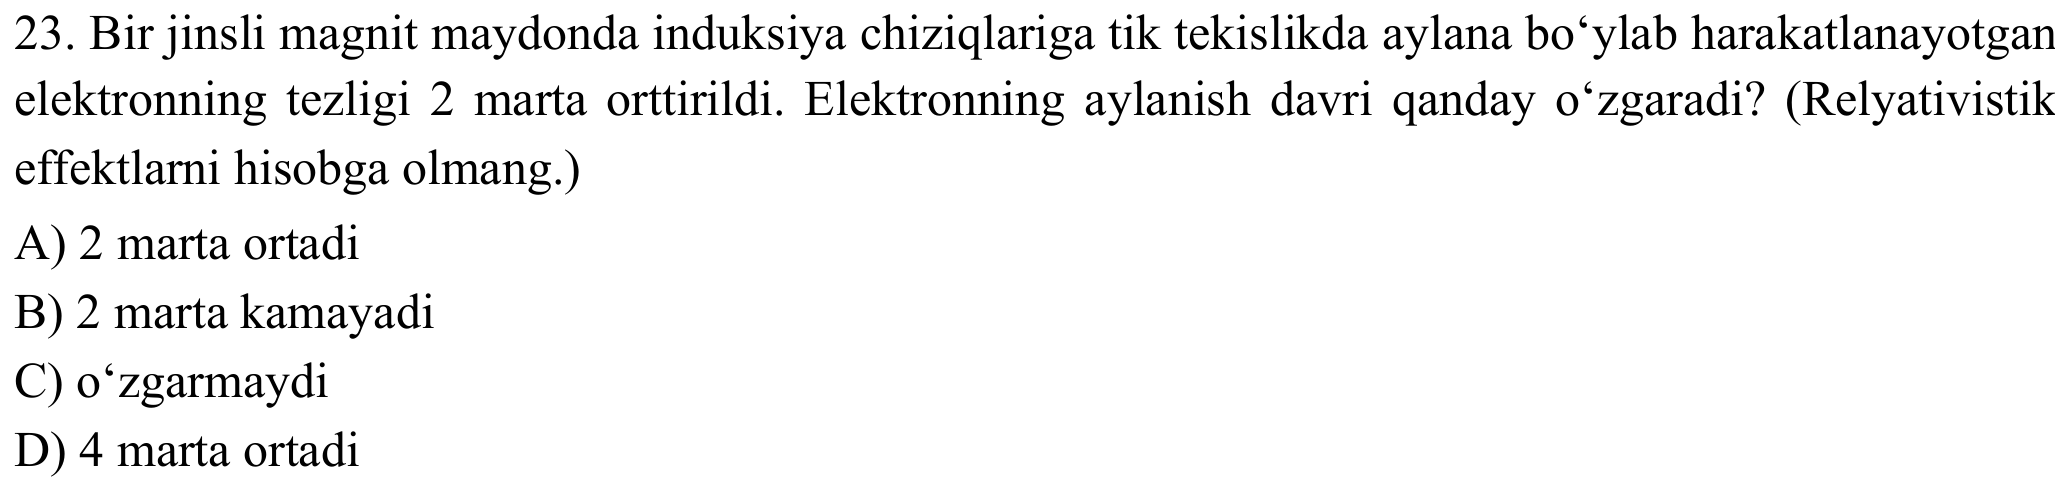 23. Bir jinsli magnit maydonda induksiya chiziqlariga tik tekislikda aylana bo‘ylab harakatlanayotgan
elektronning tezligi 2 marta orttirildi. Elektronning aylanish davri qanday o‘zgaradi? (Relyativistik
effektlarni hisobga olmang.)
A) 2 marta ortadi
B) 2 marta kamayadi
C) o‘zgarmaydi
D) 4 marta ortadi